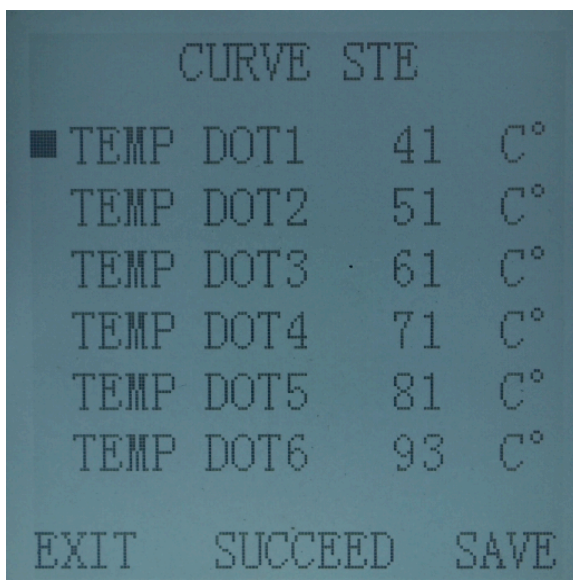 CURVE STE
TEMP DOT1 41 C°
TEMP DOT2 51 C°
TEMP DOT3 61 C°
TEMP DOT4 71 C°
TEMP DOT5 81 C°
TEMP DOT6 93 C°
EXIT SUCCEED SAVE